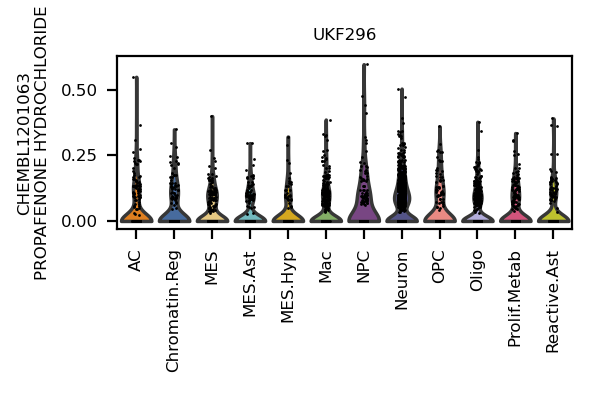 UKF296
CHEMBL1201063
PROPAFENONE HYDROCHLORIDE
0.50
0.25
0.00
AC
Chromatin.Reg
MES
MES.Ast
MES.Hyp
Mac
NPC
Neuron
OPC
Oligo
Prolif.Metab
Reactive.Ast